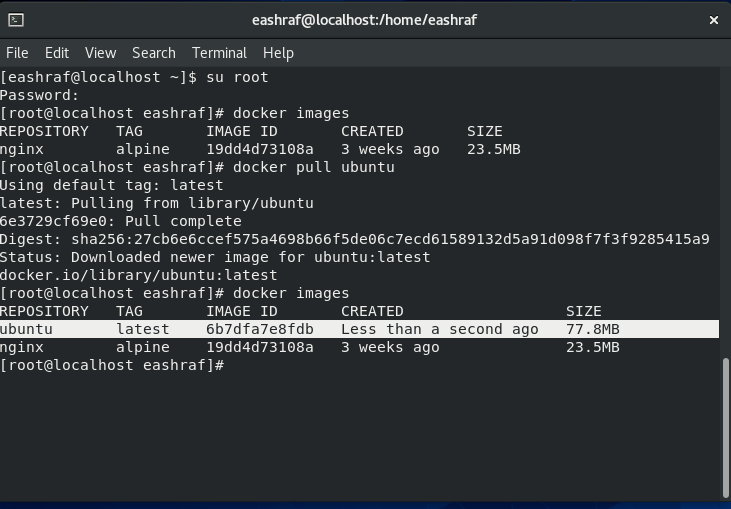 eashraf@localhost:/home/eashraf
File Edit View Search Terminal Help
[eashraf@localhost ~]$ su root
Password:
[root@localhost eashraf]# docker images
REPOSITORY   TAG       IMAGE ID       CREATED       SIZE
nginx        alpine    19dd4d73108a   3 weeks ago   23.5MB
[root@localhost eashraf]# docker pull ubuntu
Using default tag: latest
latest: Pulling from library/ubuntu
6e3729cf69e0: Pull complete
Digest: sha256:27cb6e6ccef575a4698b66f5de06c7ecd61589132d5a91d098f7f3f9285415a9
Status: Downloaded newer image for ubuntu:latest
docker.io/library/ubuntu:latest
[root@localhost eashraf]# docker images
REPOSITORY   TAG       IMAGE ID       CREATED                  SIZE
ubuntu       latest    6b7dfa7e8fdb   Less than a second ago   77.8MB
nginx        alpine    19dd4d73108a   3 weeks ago              23.5MB
[root@localhost eashraf]#